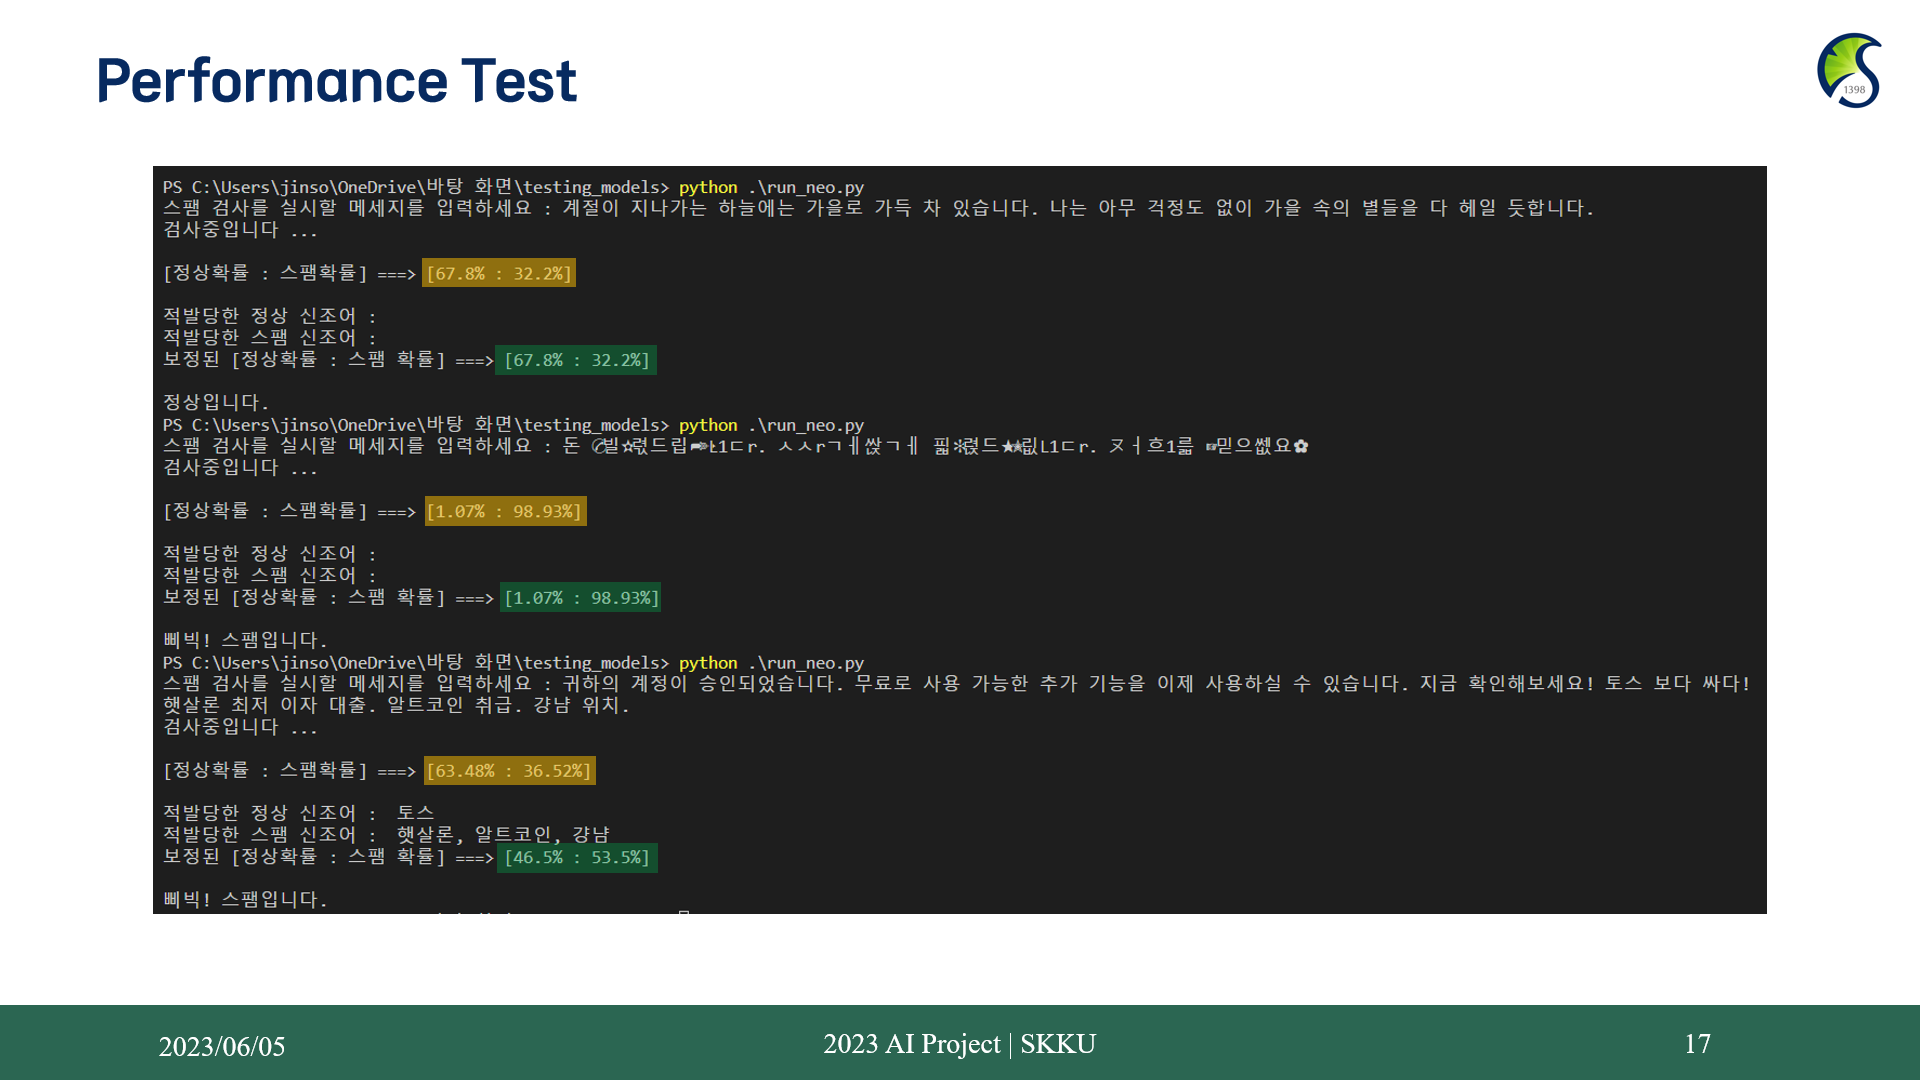 Performance Test
1398
PS C:\Users\jinso\OneDrive\바탕 화면\testing_models> python .\run_neo.py
스팸 검사를 실시할 메세지를 입력하세요 : 계절이 지나가는 하늘에는 가을로 가득 차 있습니다. 나는 아무 걱정도 없이 가을 속의 별들을 다 헤일 듯합니다.
검사중입니다 ...
[정상확률 : 스팸확률] ===> [67.8% : 32.2%]
적발당한 정상 신조어 :
적발당한 스팸 신조어 :
보정된 [정상확률 : 스팸 확률] ===> [67.8% : 32.2%]
정상입니다.
PS C:\Users\jinso\OneDrive\바탕 화면\testing_models> python .\run_neo.py
스팸 검사를 실시할 메세지를 입력하세요 : 돈
검사중입니다 ...
[정상확률 : 스팸확률] ===> [1.07% : 98.93%]
적발당한 정상 신조어 :
적발당한 스팸 신조어 :
보정된 [정상확률 : 스팸 확률] ===> [1.07% : 98.93%]
삐빅! 스팸입니다.
PS C:\Users\jinso\OneDrive\바탕 화면\testing_models> python .\run_neo.py
스팸 검사를 실시할 메세지를 입력하세요 : 귀하의 계정이 승인되었습니다. 무료로 사용 가능한 추가 기능을 이제 사용하실 수 있습니다. 지금 확인해보세요! 토스 보다 싸다!
햇살론 최저 이자 대출. 알트코인 취급. 걍냠 위치.
검사중입니다 ...
[정상확률 : 스팸확률] ===> [63.48% : 36.52%]
적발당한 정상 신조어 : 토스
적발당한 스팸 신조어 : 햇살론, 알트코인, 걍냠
보정된 [정상확률 : 스팸 확률] ===> [46.5% : 53.5%]
삐빅! 스팸입니다.
2023/06/05
2023 AI Project | SKKU
17